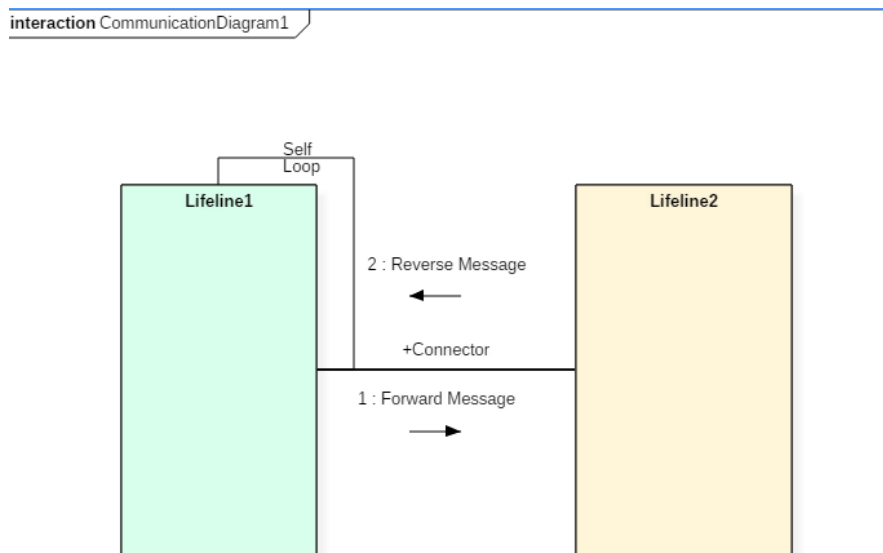 interaction CommunicationDiagram1
Self
Loop
Lifeline1
Lifeline2
2 : Reverse Message
+Connector
1 : Forward Message